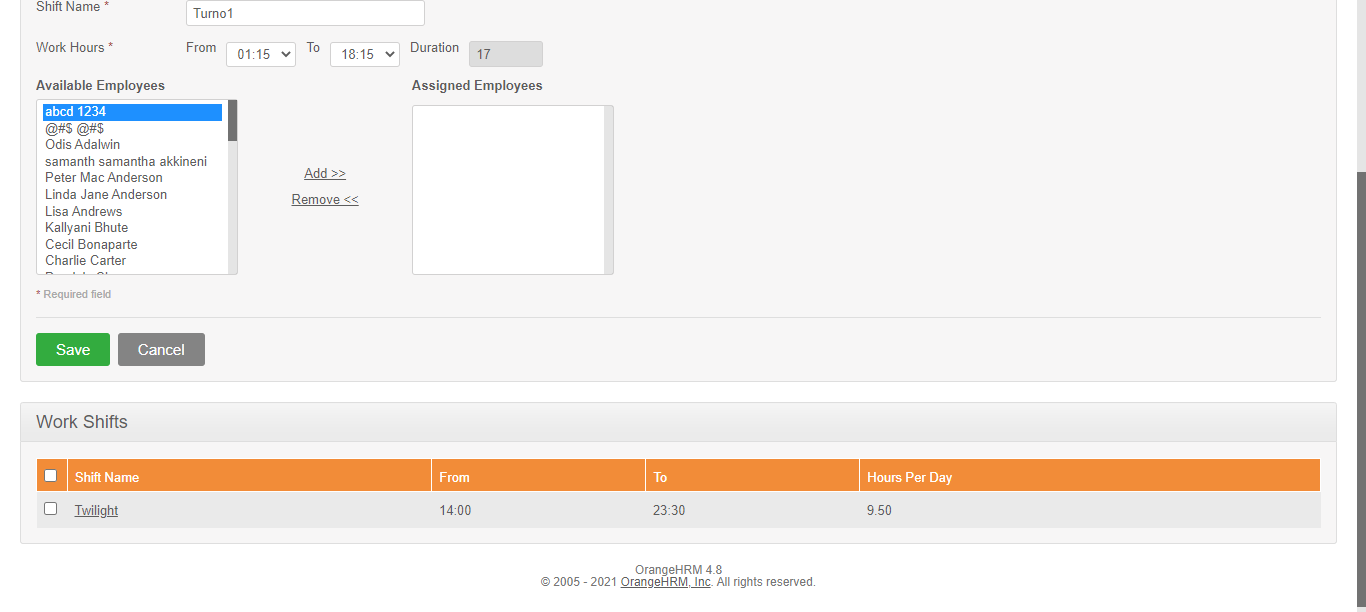 Shift Name *
Turno1
Work Hours *
From
01:15
To
18:15
Duration
17
Available Employees
Assigned Employees
abcd 1234
@#$ @#$
Odis Adalwin
samanth samantha akkineni
Peter Mac Anderson
Linda Jane Anderson
Lisa Andrews
Kallyani Bhute
Cecil Bonaparte
Charlie Carter
Add >>
Remove <<
* Required field
Save
Cancel
Work Shifts
Shift Name
From
To
Hours Per Day
Twilight
14:00
23:30
9.50
OrangeHRM 4.8
© 2005 - 2021 OrangeHRM, Inc. All rights reserved.